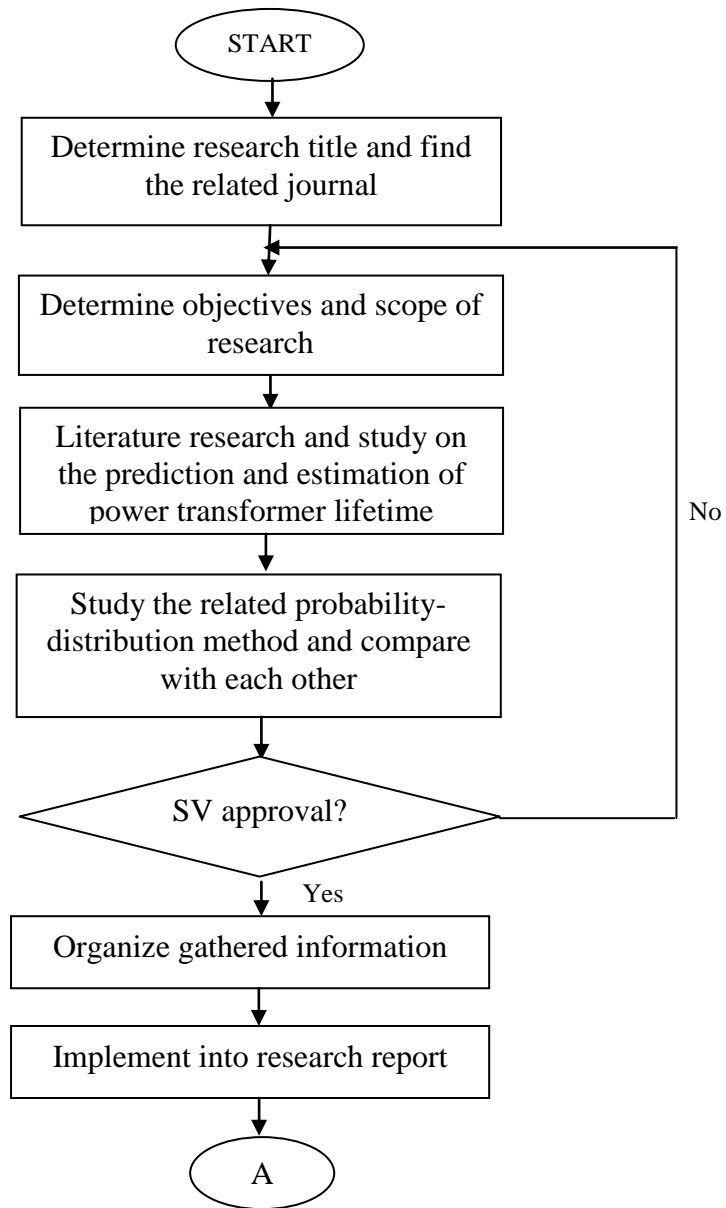 START
Determine research title and find
the related journal
Determine objectives and scope of
research
Literature research and study on
the prediction and estimation of
power transformer lifetime
No
Study the related probability-
distribution method and compare
with each other
SV approval?
Yes
Organize gathered information
Implement into research report
A